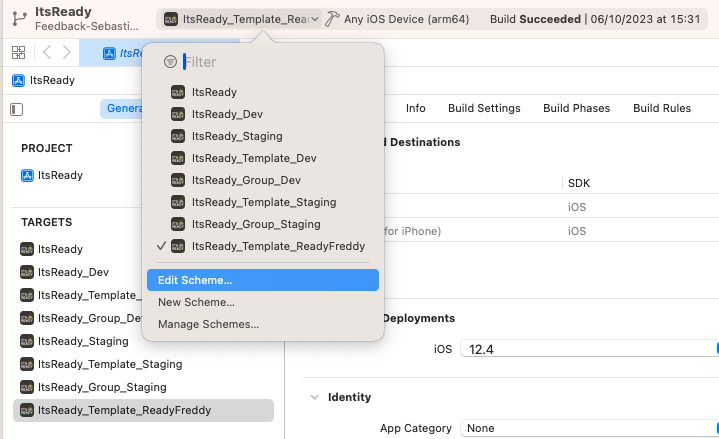 ItsReady
Feedback-Sebasti...
ItsReady_Template_Rea
Any iOS Device (arm64)
Build Succeeded | 06/10/2023 at 15:31
ItsRe
ItsReady
Filter
ItsReady
ItsReady_Dev
ItsReady_Staging
ItsReady_Template_Dev
ItsReady_Group_Dev
ItsReady_Template_Staging
ItsReady_Group_Staging
ItsReady_Template_ReadyFreddy
Edit Scheme...
New Scheme...
Manage Schemes...
Genera
Info
Build Settings
Build Phases
Build Rules
PROJECT
ItsReady
TARGETS
ItsReady
ItsReady_Dev
ItsReady_Template_
ItsReady_Group_De
ItsReady_Staging
ItsReady_Template_Staging
ItsReady_Group_Staging
ItsReady_Template_ReadyFreddy
d Destinations
SDK
iOS
for iPhone)
iOS
Deployments
iOS
12.4
Identity
App Category
None